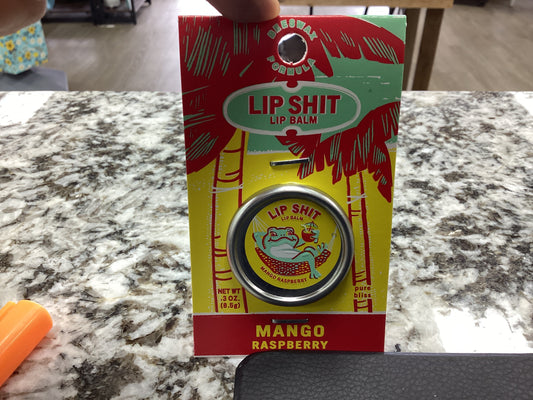 BEESWAX
FORMULA
LIP SHIT
LIP BALM
LIP SHIT
LIP BALM
MANGO RASPBERRY
NET WT
.3 OZ.
(8.5g)
pure
bliss
MANGO
RASPBERRY